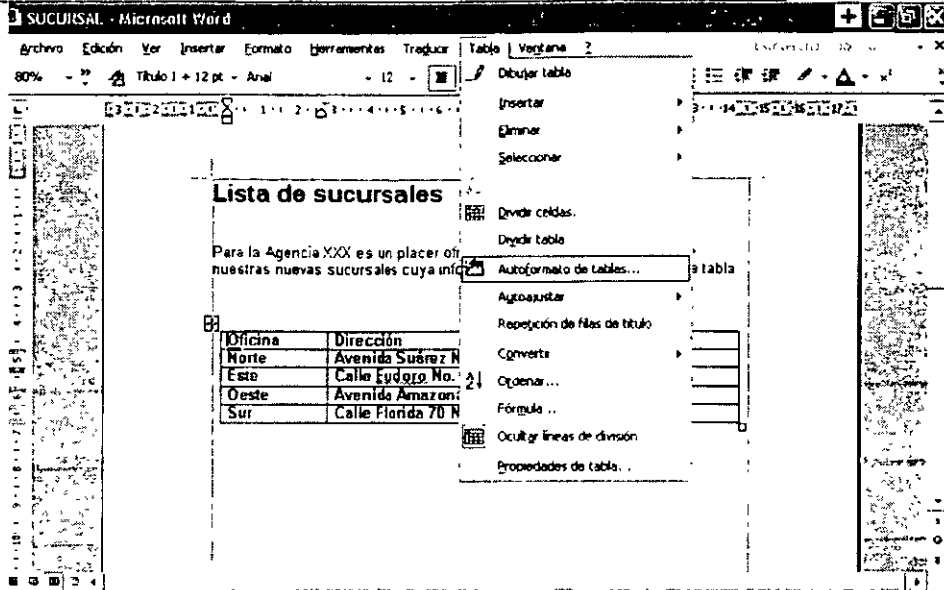 SUCURSAL - Microsoft Word
Archivo Edición Ver Insertar Formato Herramientas Traducir Tabla Ventana ?
80% Título 1 + 12 pt Arial 12
Dibujar tabla
Insertar
Eliminar
Seleccionar
Dividir celdas.
Dividir tabla
Autoformato de tablas...
Autoajustar
Repetición de filas de título
Convertir
Ordenar...
Fórmula ..
Ocultar líneas de división
Propiedades de tabla. .
Lista de sucursales
Para la Agencia XXX es un placer
nuestras nuevas sucursales cuya tabla
Oficina Dirección
Norte Avenida Suárez N
Este Calle Eudoro No.
Oeste Avenida Amazon
Sur Calle Florida 70 N